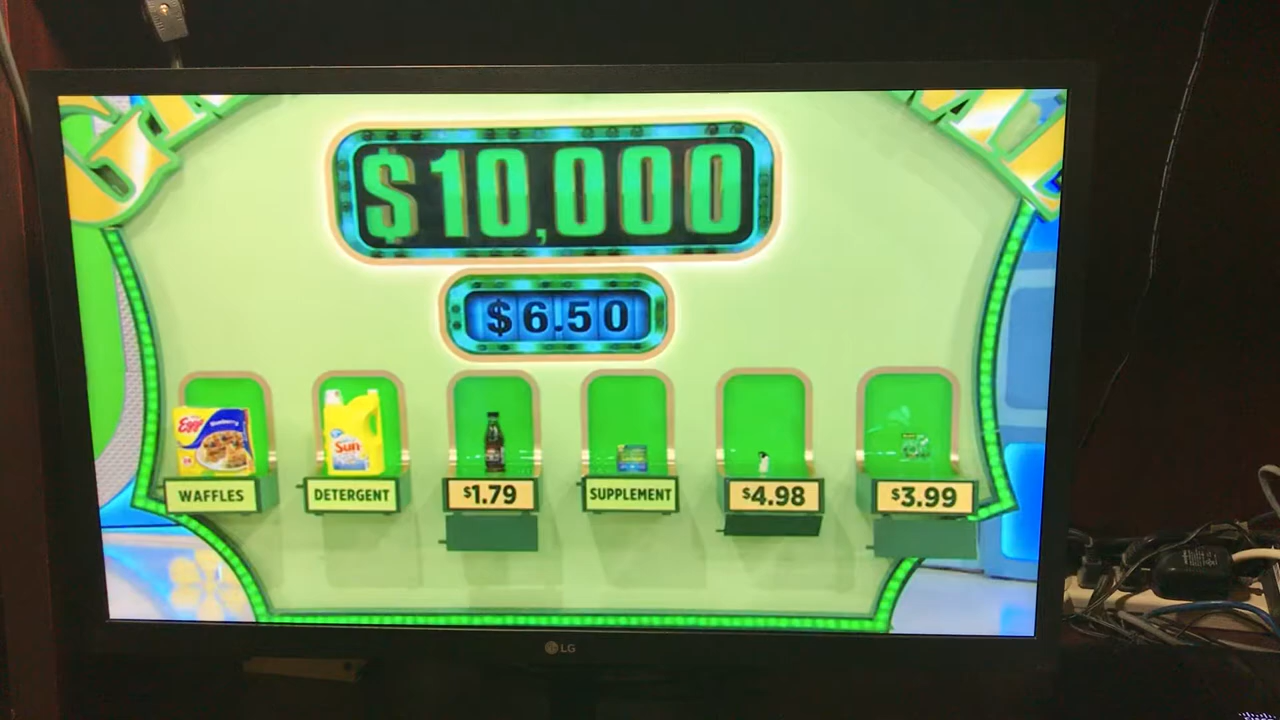 $10,000
$6.50
Eggo
Sun
WAFFLES
DETERGENT
$1.79
SUPPLEMENT
$4.98
$3.99
LG